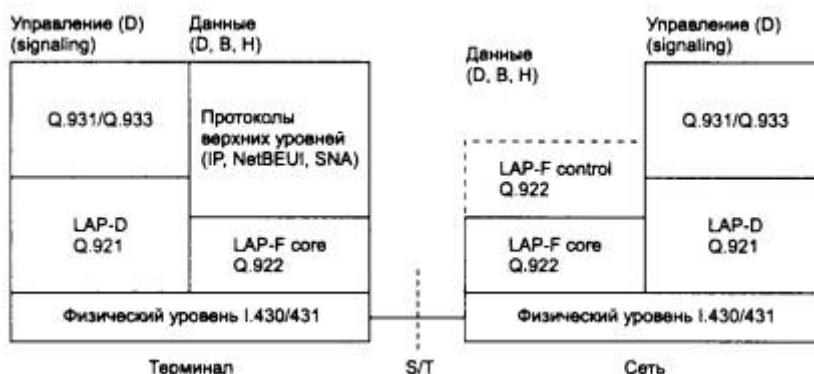 Управление (D)
(signaling)
Данные
(D, B, H)
Q.931/Q.933
Протоколы
верхних уровней
(IP, NetBEUI, SNA)
LAP-D
Q.921
LAP-F core
Q.922
Физический уровень I.430/431
Терминал
S/T
Данные
(D, B, H)
Управление (D)
(signaling)
Q.931/Q.933
LAP-F control
Q.922
LAP-F core
Q.922
LAP-D
Q.921
Физический уровень I.430/431
Сеть